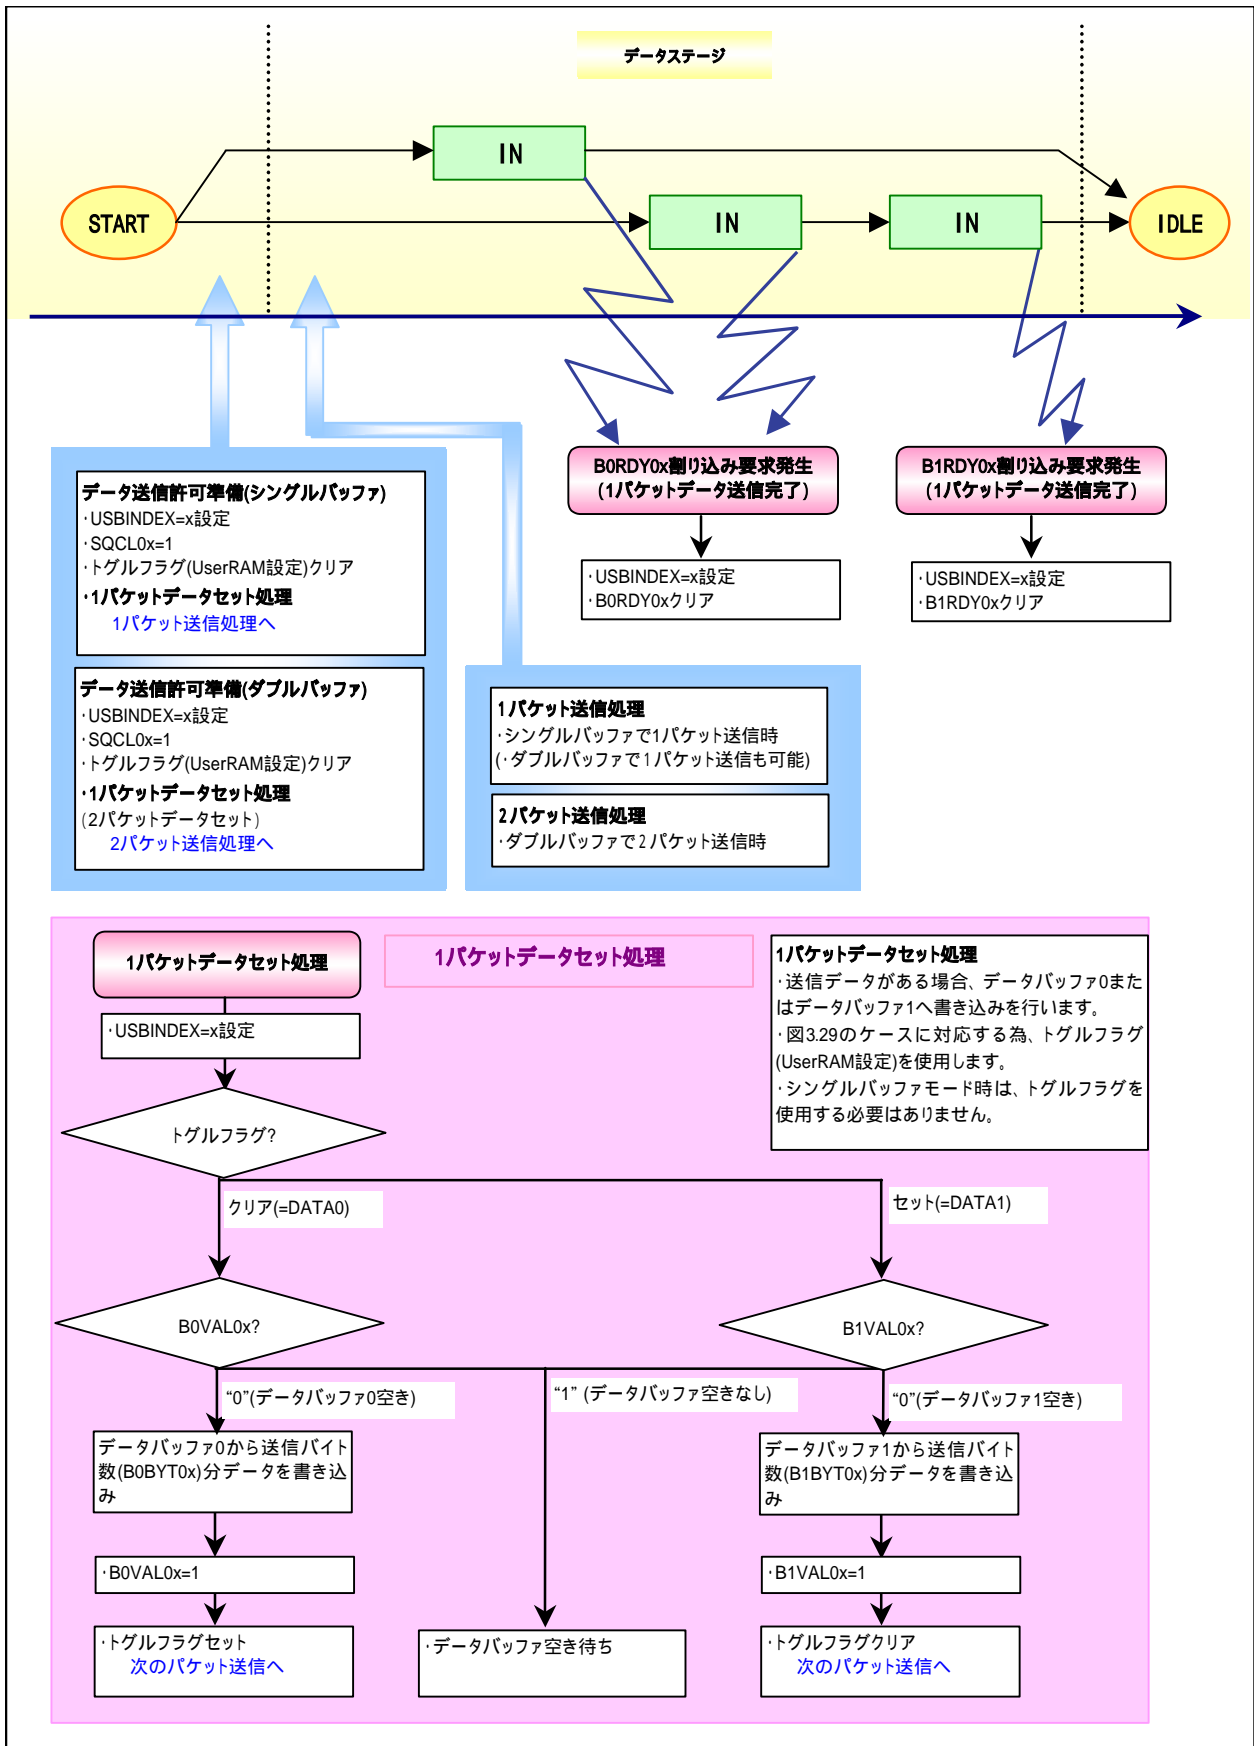 データステージ
IN
START
IN
IN
IDLE
B0RDY0x割り込み要求発生
(1パケットデータ送信完了)
B1RDY0x割り込み要求発生
(1パケットデータ送信完了)
データ送信許可準備(シングルバッファ)
・USBINDEX=x設定
・SQCL0x=1
・トグルフラグ(UserRAM設定)クリア
・1パケットデータセット処理
1パケット送信処理へ
・USBINDEX=x設定
・B0RDY0xクリア
・USBINDEX=x設定
・B1RDY0xクリア
データ送信許可準備(ダブルバッファ)
・USBINDEX=x設定
・SQCL0x=1
・トグルフラグ(UserRAM設定)クリア
・1パケットデータセット処理
(2パケットデータセット)
2パケット送信処理へ
1パケット送信処理
・シングルバッファで1パケット送信時
(・ダブルバッファで1パケット送信も可能)
2パケット送信処理
・ダブルバッファで2パケット送信時
1パケットデータセット処理
1パケットデータセット処理
1パケットデータセット処理
・送信データがある場合、データバッファ0また
はデータバッファ1へ書き込みを行います。
・図3.29のケースに対応する為、トグルフラグ
(UserRAM設定)を使用します。
・シングルバッファモード時は、トグルフラグを
使用する必要はありません。
・USBINDEX=x設定
トグルフラグ?
クリア(=DATA0)
セット(=DATA1)
B0VAL0x?
B1VAL0x?
“0”(データバッファ0空き)
“1” (データバッファ空きなし)
“0”(データバッファ1空き)
データバッファ0から送信バイト
数(B0BYT0x)分データを書き込
み
データバッファ1から送信バイト
数(B1BYT0x)分データを書き込
み
・B0VAL0x=1
・B1VAL0x=1
・トグルフラグセット
次のパケット送信へ
・データバッファ空き待ち
・トグルフラグクリア
次のパケット送信へ